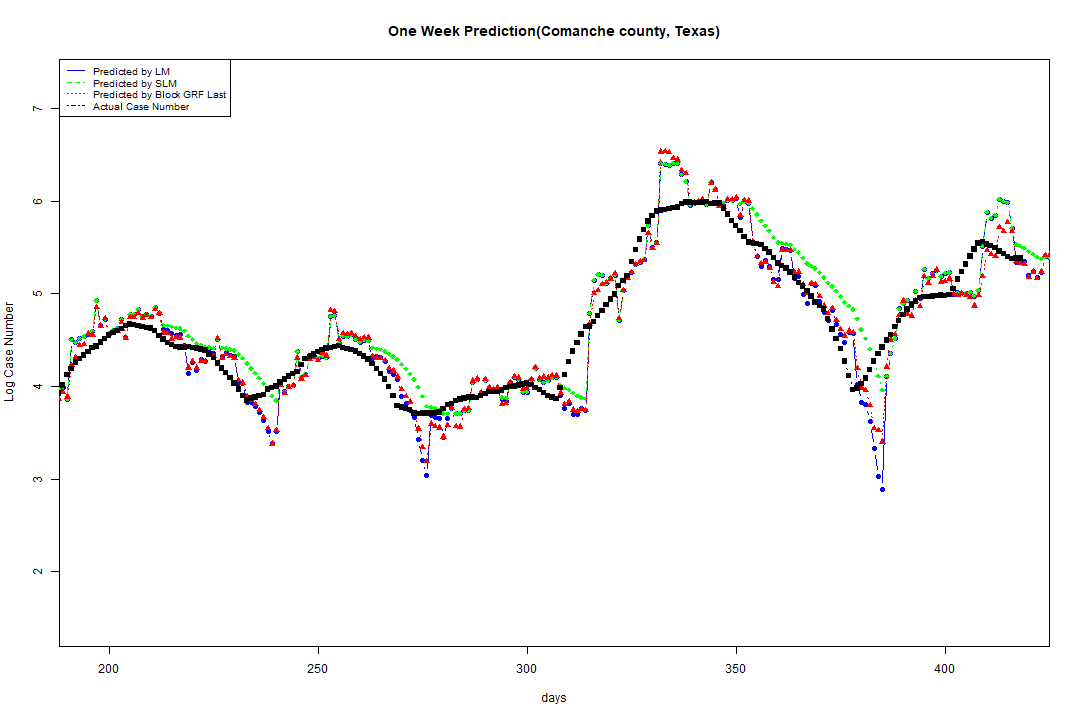 One Week Prediction(Comanche county, Texas)
Predicted by LM
Predicted by SLM
Predicted by Block GRF Last
Actual Case Number
7
6
5
4
3
2
Log Case Number
200 250 300 350 400
days